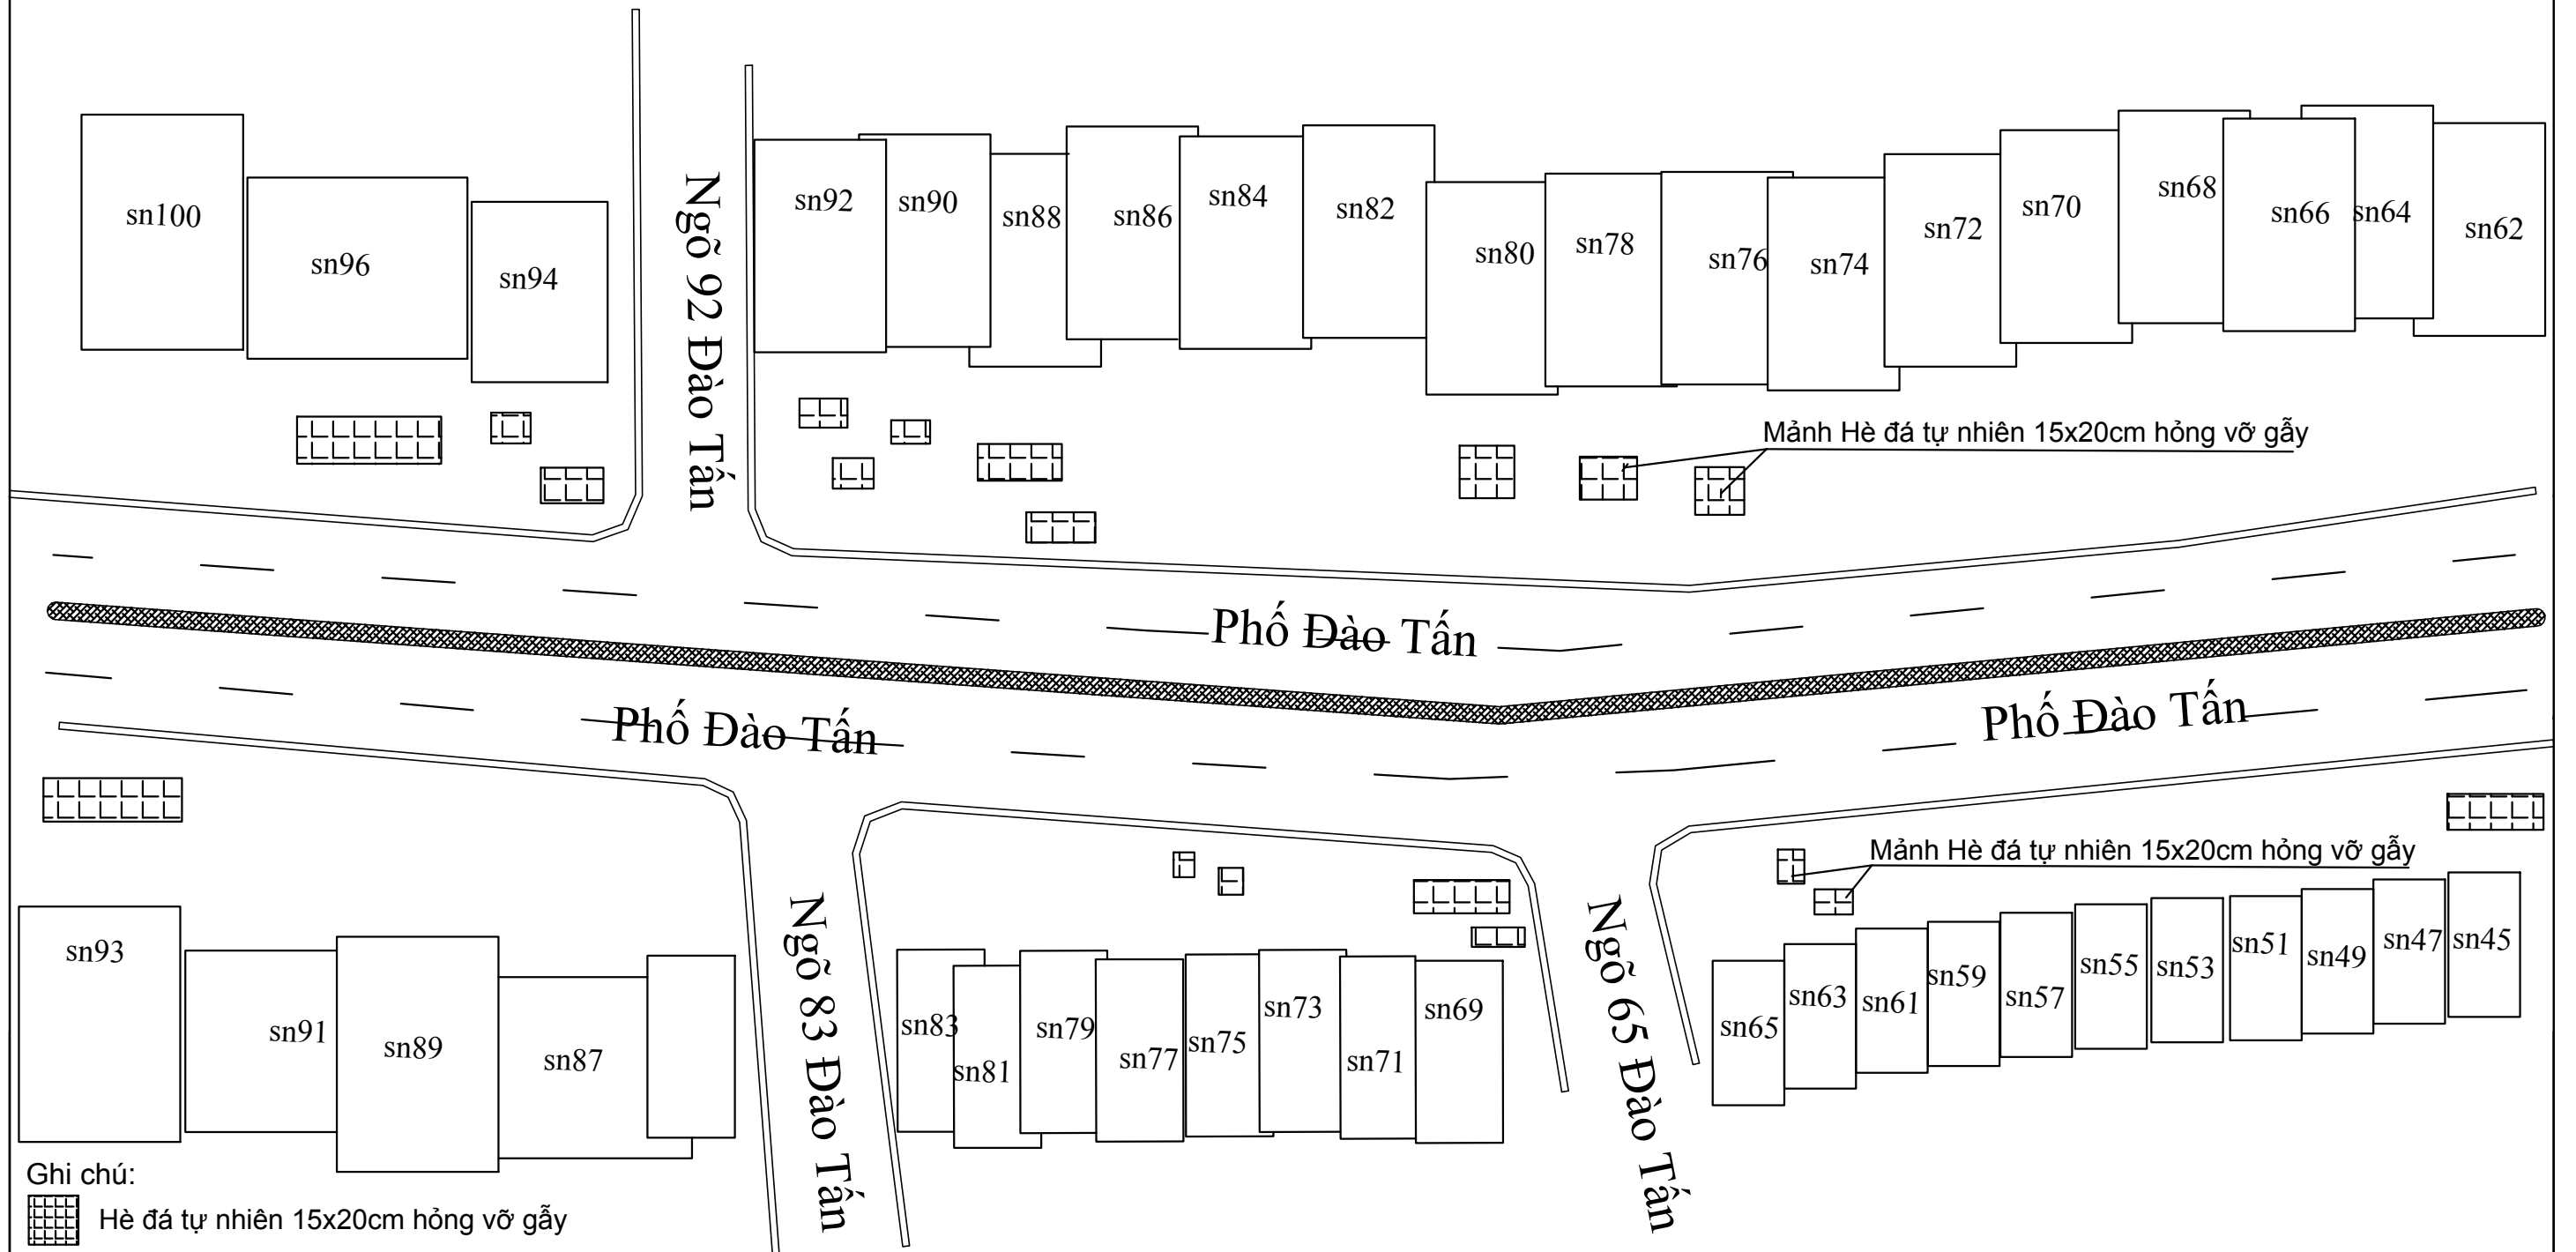 sn100
sn96
sn94
Ngõ 92 Đào Tấn
sn92
sn90
sn88
sn86
sn84
sn82
sn80
sn78
sn76
sn74
sn72
sn70
sn68
sn66
sn64
sn62
Mảnh Hè đá tự nhiên 15x20cm hỏng vỡ gẫy
Phố Đào Tấn
Phố Đào Tấn
Phố Đào Tấn
Mảnh Hè đá tự nhiên 15x20cm hỏng vỡ gẫy
sn93
sn91
sn89
sn87
Ngõ 83 Đào Tấn
sn83
sn81
sn79
sn77
sn75
sn73
sn71
sn69
Ngõ 65 Đào Tấn
sn65
sn63
sn61
sn59
sn57
sn55
sn53
sn51
sn49
sn47
sn45
Ghi chú:
Hè đá tự nhiên 15x20cm hỏng vỡ gẫy